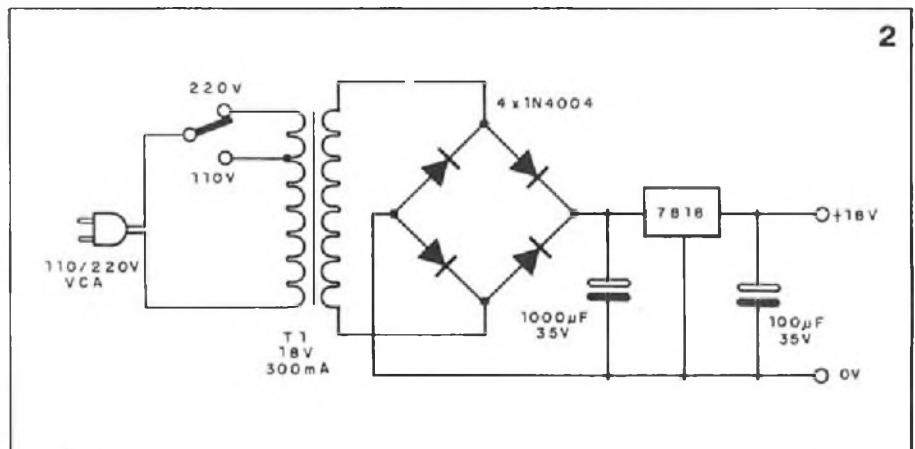 2
220V
4x1N4004
110V
7818
+18V
110/220V
VCA
1000µF
35V
100µF
35V
T1
18V
300mA
0V